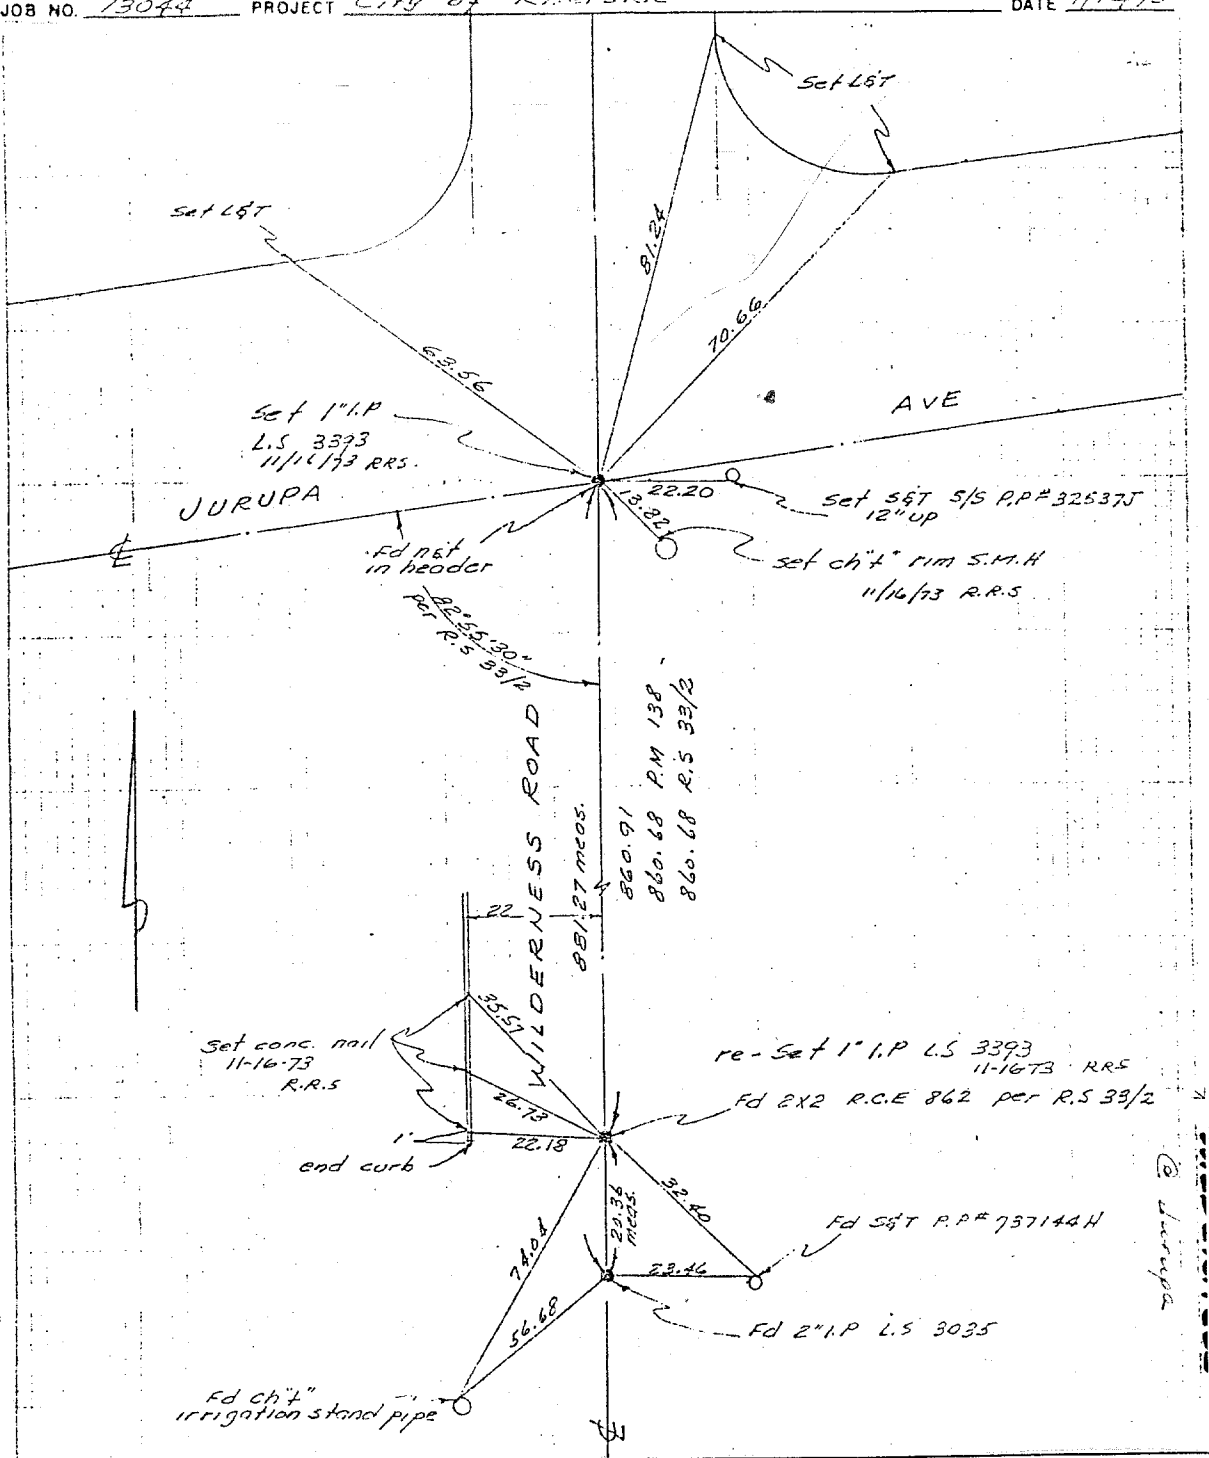 JOB NO. 13044 PROJECT City of Riverside DATE
Set L&T
Set L&T
81.24
70.66
63.56
Set 1" I.P
L.S 3393
11/16/73 RRS.
AVE
JURUPA
22.20
13.82
Set S&T S/S P.P # 32537J
12" up
Fd n&t
in header
set ch "+" rim S.M.H
11/16/73 R.R.S
82°55'30"
per R.S 33/2
WILDERNESS ROAD
881.27 meas.
860.91
860.68 P.M 138
860.68 R.S 33/2
22
35.57
Set conc. nail
11-16-73
R.R.S
26.73
22.18
1'
end curb
re-Set 1" I.P L.S 3393
11-16 73 RRS
Fd 2X2 R.C.E 862 per R.S 33/2
20.36
meas.
32.40
Fd S&T P.P # 737144H
74.04
23.46
56.68
Fd 2" I.P L.S 3035
Fd ch "+"
irrigation stand pipe
@ Jurupa